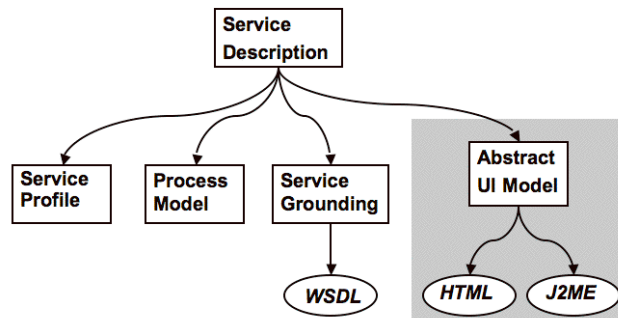 Service
Description
Service
Profile
Process
Model
Service
Grounding
Abstract
UI Model
WSDL
HTML
J2ME